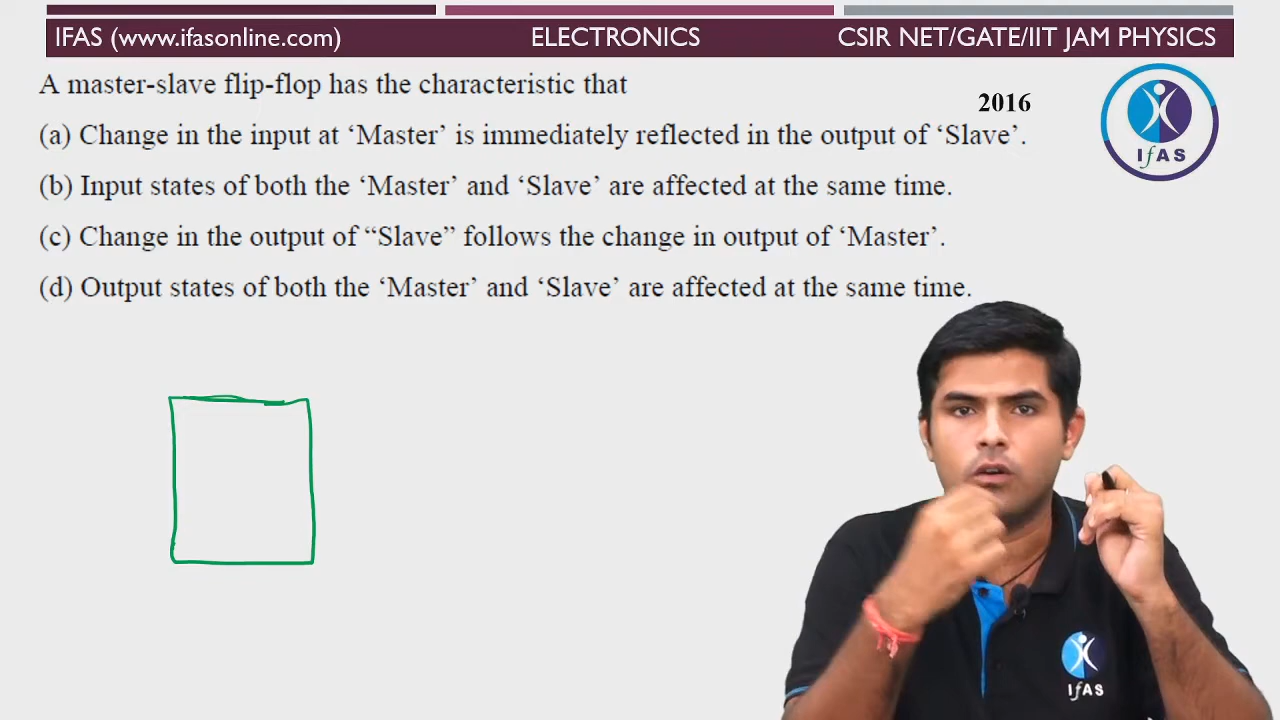 IFAS (www.ifasonline.com) ELECTRONICS CSIR NET/GATE/IIT JAM PHYSICS
A master-slave flip-flop has the characteristic that
2016
(a) Change in the input at ‘Master’ is immediately reflected in the output of ‘Slave’.
IfAS
(b) Input states of both the ‘Master’ and ‘Slave’ are affected at the same time.
(c) Change in the output of “Slave” follows the change in output of ‘Master’.
(d) Output states of both the ‘Master’ and ‘Slave’ are affected at the same time.
IfAS